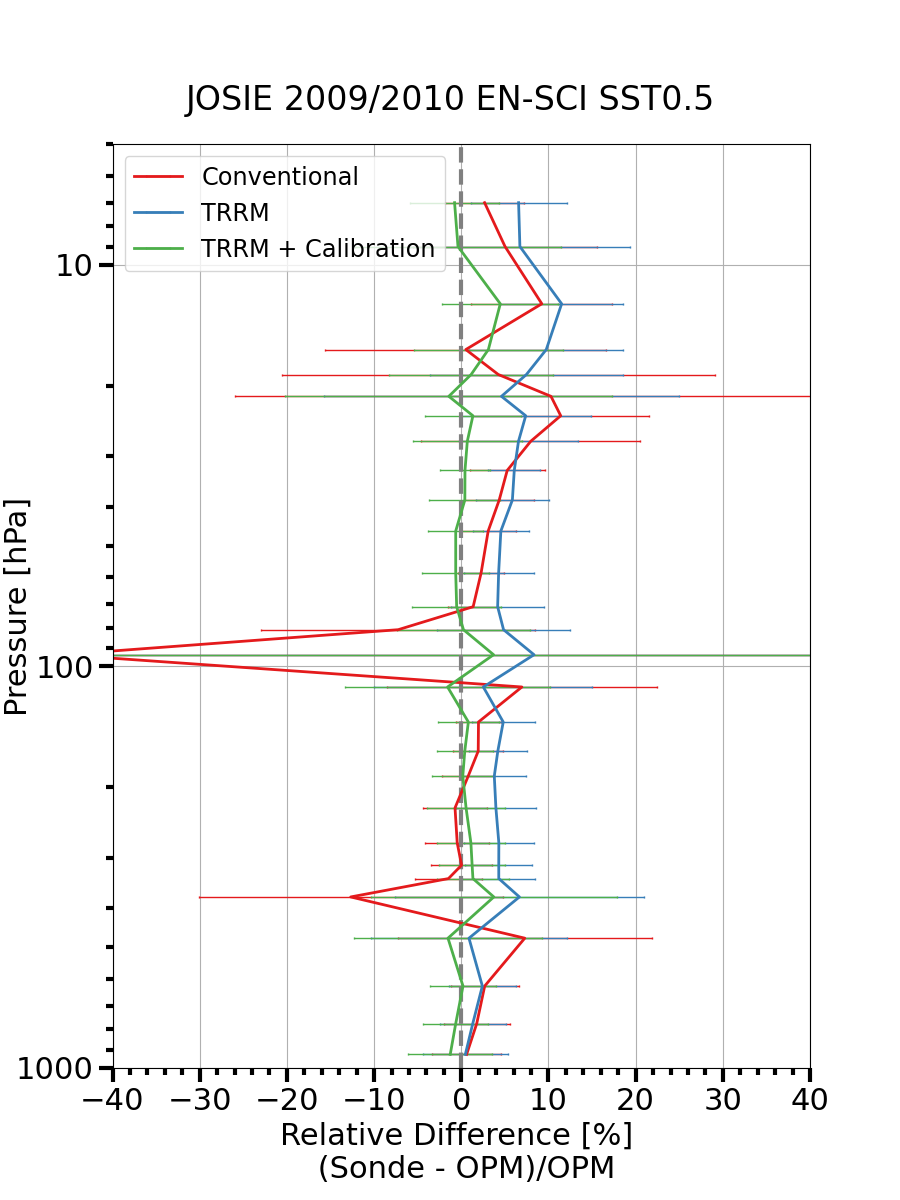 JOSIE 2009/2010 EN-SCI SST0.5
Conventional
TRRM
TRRM + Calibration
10
100
1000
Pressure [hPa]
−40 −30 −20 −10 0 10 20 30 40
Relative Difference [%]
(Sonde - OPM)/OPM